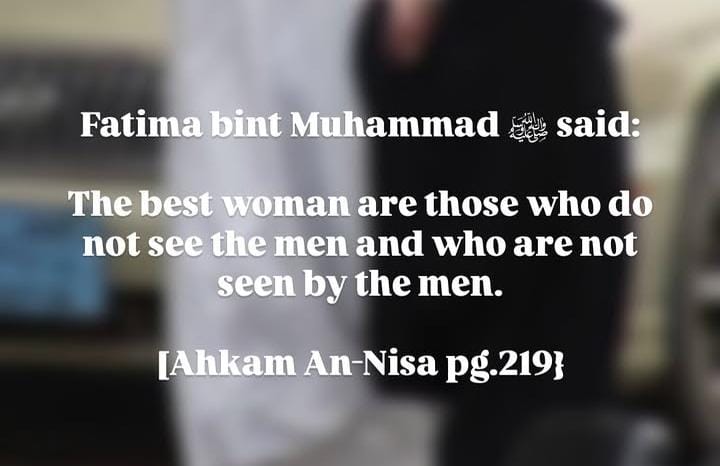 Fatima bint Muhammad ﷺ said:
The best woman are those who do
not see the men and who are not
seen by the men.
[Ahkam An-Nisa pg.219}